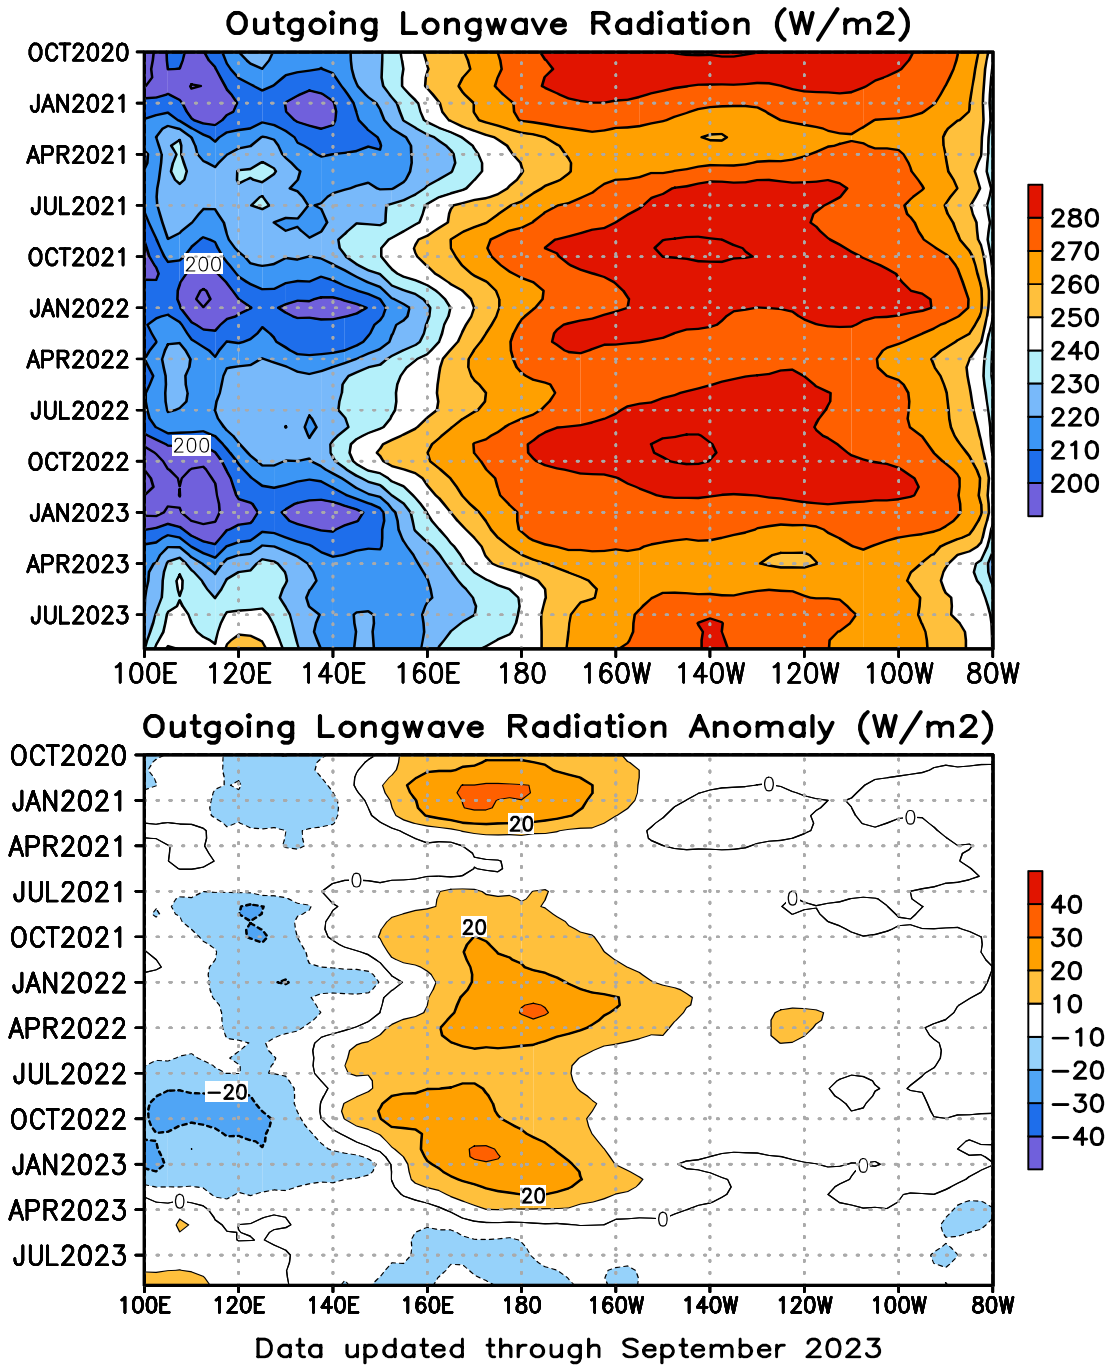 Outgoing Longwave Radiation (W/m2)
OCT2020
JAN2021
APR2021
JUL2021
OCT2021
JAN2022
APR2022
JUL2022
OCT2022
JAN2023
APR2023
JUL2023
200
200
100E 120E 140E 160E 180 160W 140W 120W 100W 80W
280
270
260
250
240
230
220
210
200
Outgoing Longwave Radiation Anomaly (W/m2)
OCT2020
JAN2021
APR2021
JUL2021
OCT2021
JAN2022
APR2022
JUL2022
OCT2022
JAN2023
APR2023
JUL2023
0
20
0
0
0
20
-20
0
20
0
0
100E 120E 140E 160E 180 160W 140W 120W 100W 80W
40
30
20
10
-10
-20
-30
-40
Data updated through September 2023